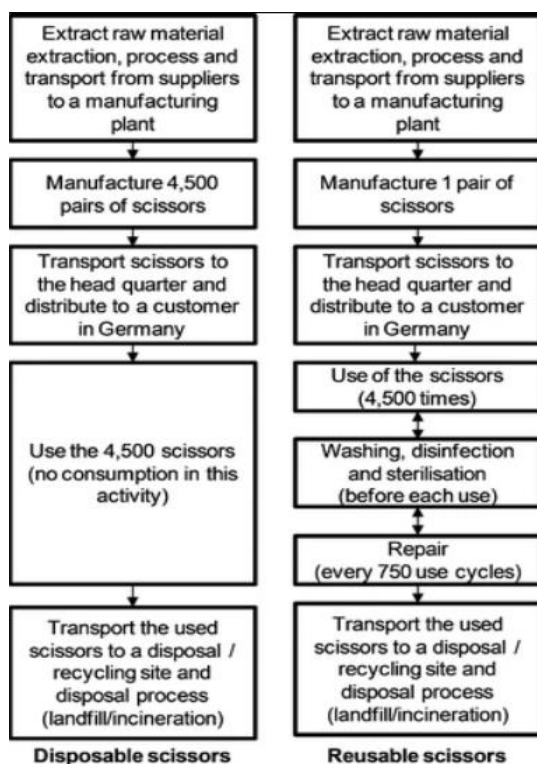 Extract raw material
extraction, process and
transport from suppliers
to a manufacturing
plant
Manufacture 4,500
pairs of scissors
Transport scissors to
the head quarter and
distribute to a customer
in Germany
Use the 4,500 scissors
(no consumption in this
activity)
Transport the used
scissors to a disposal /
recycling site and
disposal process
(landfill/incineration)
Disposable scissors
Extract raw material
extraction, process and
transport from suppliers
to a manufacturing
plant
Manufacture 1 pair of
scissors
Transport scissors to
the head quarter and
distribute to a customer
in Germany
Use of the scissors
(4,500 times)
Washing, disinfection
and sterilisation
(before each use)
Repair
(every 750 use cycles)
Transport the used
scissors to a disposal /
recycling site and
disposal process
(landfill/incineration)
Reusable scissors